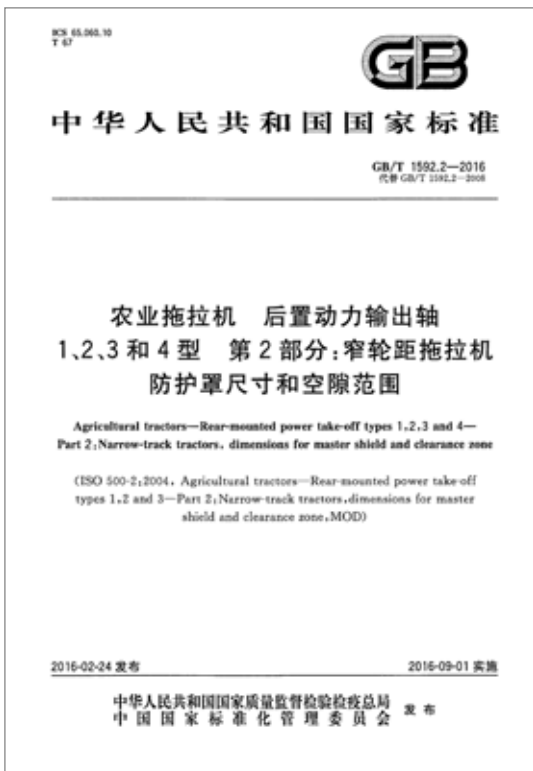 ICS 65.060.10
T 67
GB
中华人民共和国国家标准
GB/T 1592.2—2016
代替 GB/T 1592.2—2008
农业拖拉机 后置动力输出轴
1、2、3 和 4 型 第 2 部分:窄轮距拖拉机
防护罩尺寸和空隙范围
Agricultural tractors—Rear-mounted power take-off types 1,2,3 and 4—
Part 2:Narrow-track tractors, dimensions for master shield and clearance zone
(ISO 500-2:2004, Agricultural tractors—Rear-mounted power take-off
types 1,2 and 3—Part 2:Narrow-track tractors,dimensions for master
shield and clearance zone,MOD)
2016-02-24 发布
2016-09-01 实施
中华人民共和国国家质量监督检验检疫总局
中国国家标准化管理委员会
发布